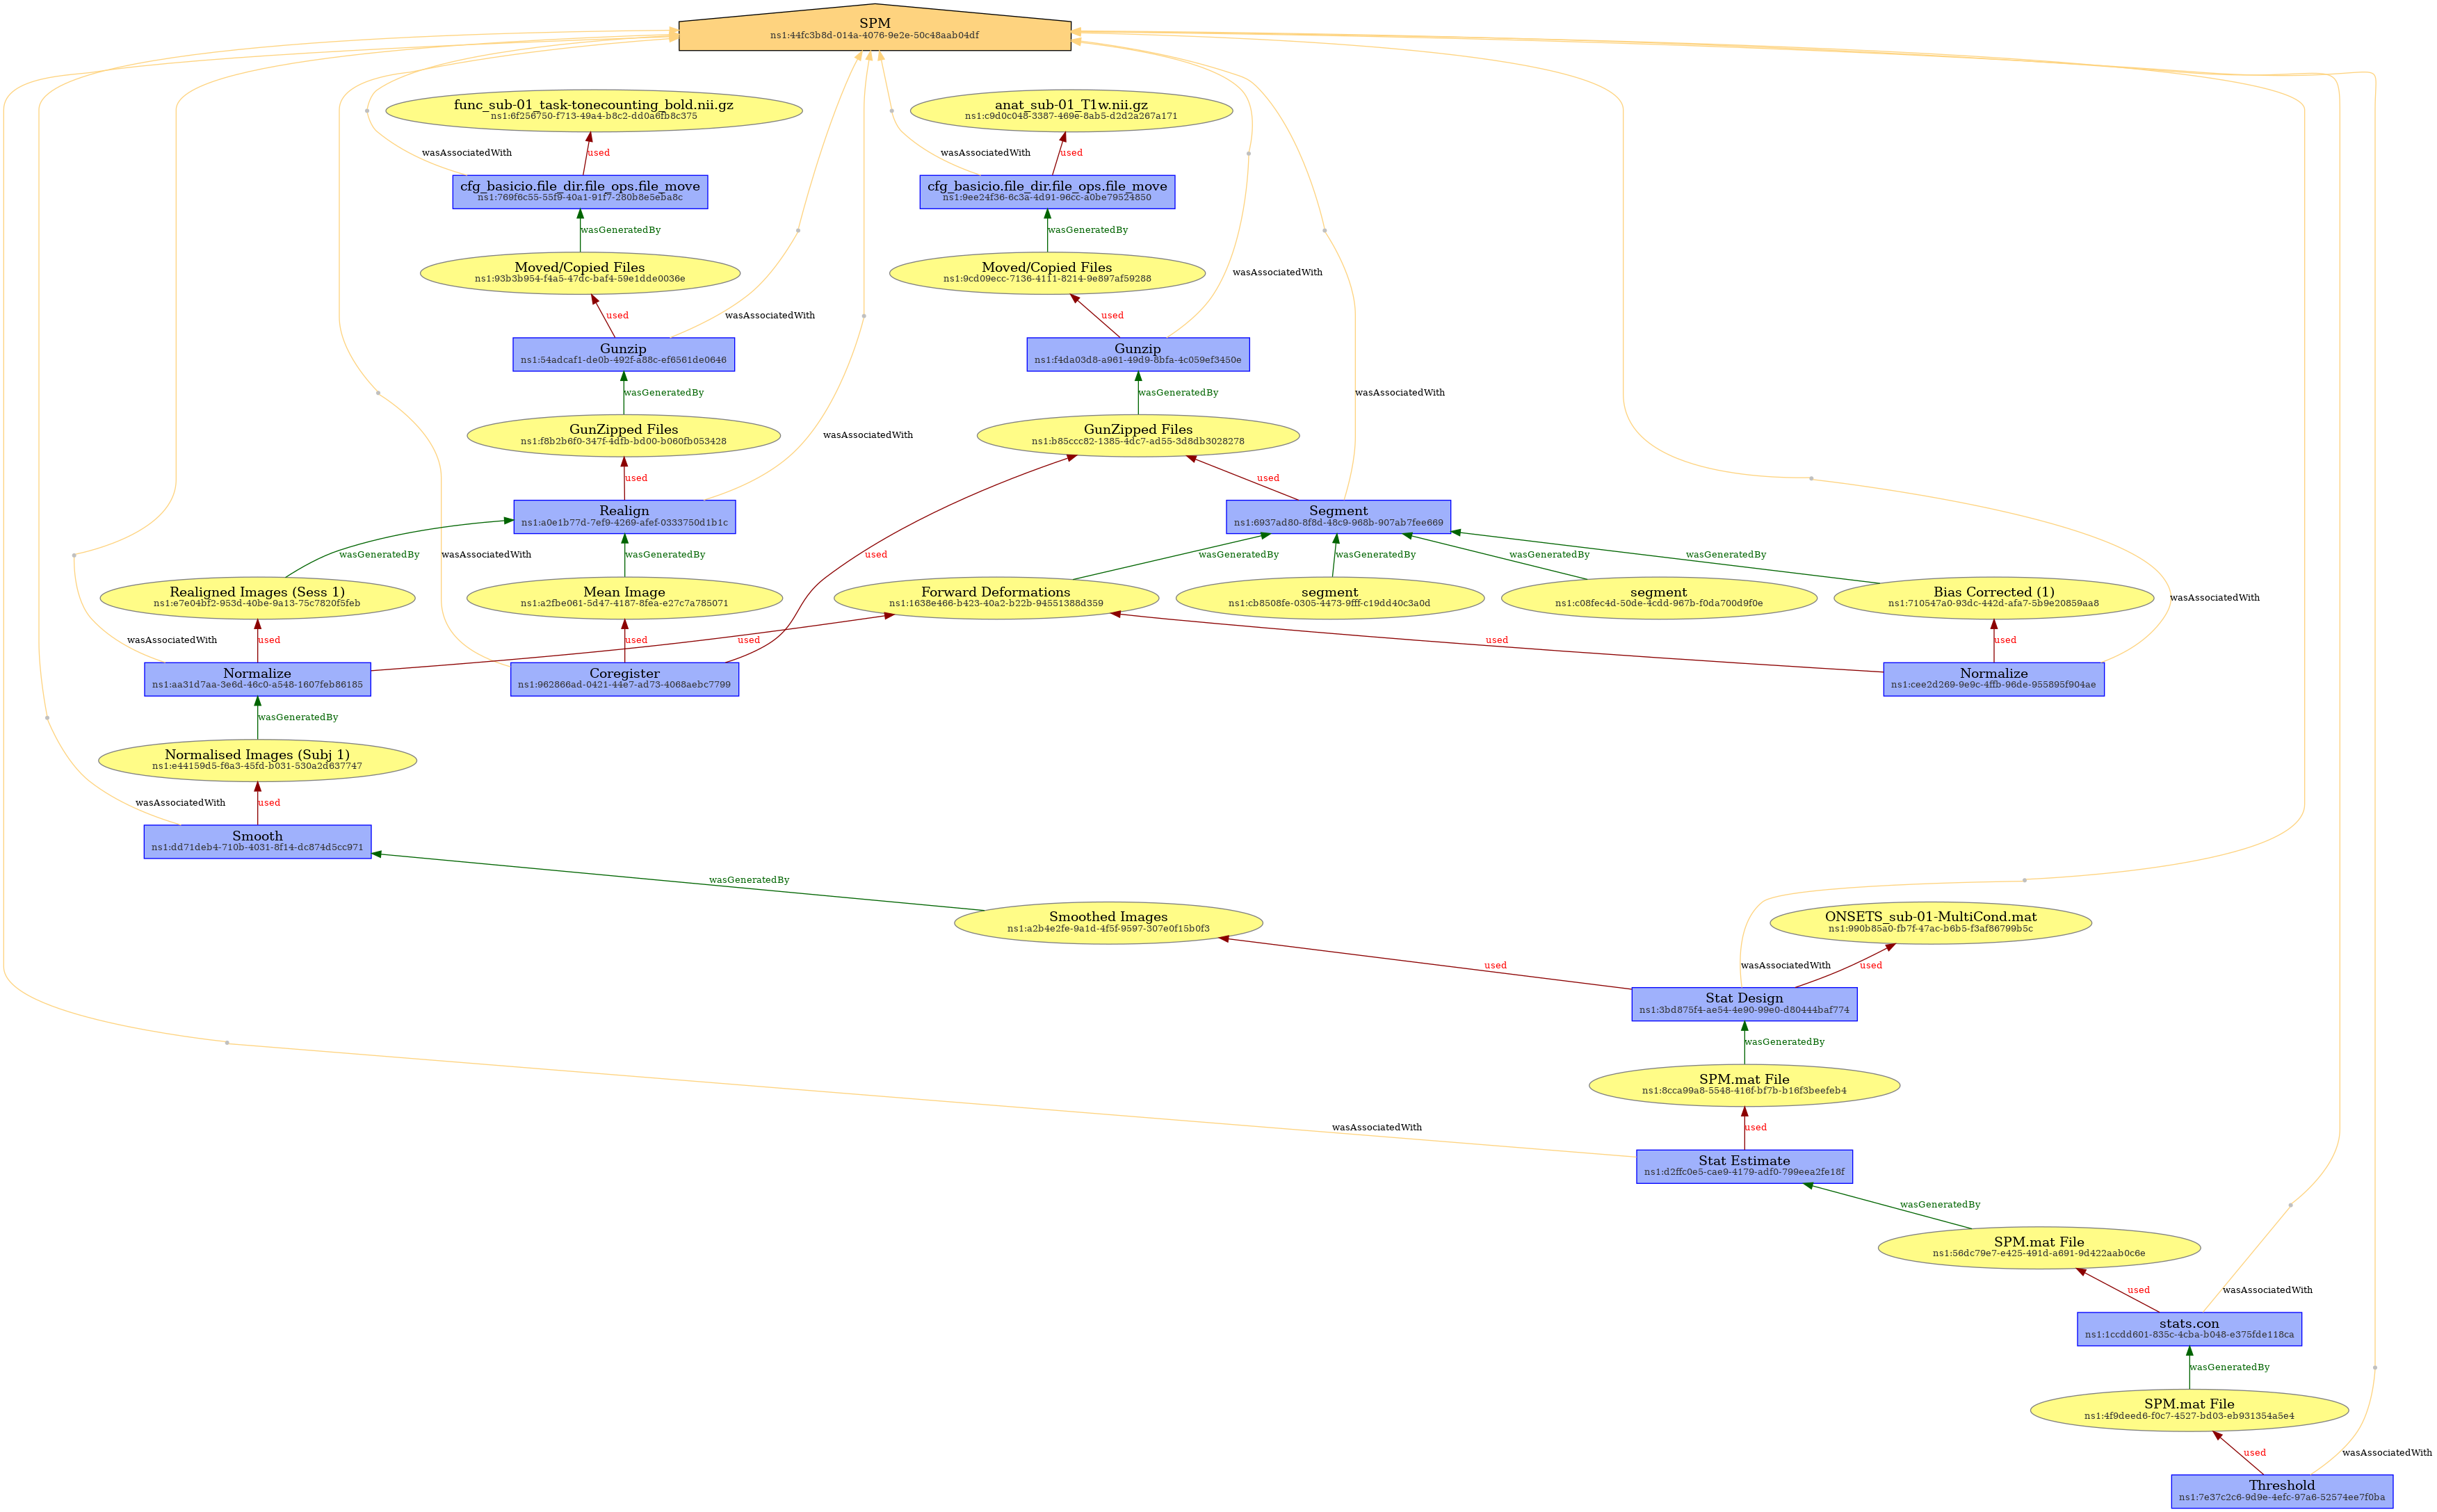 SPM
ns1:44fc3b8d-014a-4076-9e2e-50c48aab04df
func_sub-01_task-tonecounting_bold.nii.gz
ns1:6f256750-f713-49a4-b8c2-dd0a6fb8c375
anat_sub-01_T1w.nii.gz
ns1:c9d0c048-3387-469e-8ab5-d2d2a267a171
wasAssociatedWith
used
wasAssociatedWith
used
cfg_basicio.file_dir.file_ops.file_move
ns1:769f6c55-55f9-40a1-91f7-280b8e5eba8c
cfg_basicio.file_dir.file_ops.file_move
ns1:9ee24f36-6c3a-4d91-96cc-a0be79524850
wasGeneratedBy
wasGeneratedBy
Moved/Copied Files
ns1:93b3b954-f4a5-47dc-baf4-59e1dde0036e
Moved/Copied Files
ns1:9cd09ecc-7136-4111-8214-9e897af59288
wasAssociatedWith
used
wasAssociatedWith
used
Gunzip
ns1:54adcaf1-de0b-492f-a88c-ef6561de0646
Gunzip
ns1:f4da03d8-a961-49d9-8bfa-4c059ef3450e
wasGeneratedBy
wasGeneratedBy
wasAssociatedWith
GunZipped Files
ns1:f8b2b6f0-347f-4dfb-bd00-b060fb053428
wasAssociatedWith
GunZipped Files
ns1:b85ccc82-1385-4dc7-ad55-3d8db3028278
used
used
Realign
ns1:a0e1b77d-7ef9-4269-afef-0333750d1b1c
Segment
ns1:6937ad80-8f8d-48c9-968b-907ab7fee669
wasGeneratedBy
wasAssociatedWith
wasGeneratedBy
used
wasGeneratedBy
wasGeneratedBy
wasGeneratedBy
wasGeneratedBy
Realigned Images (Sess 1)
ns1:e7e04bf2-953d-40be-9a13-75c7820f5feb
Mean Image
ns1:a2fbe061-5d47-4187-8fea-e27c7a785071
Forward Deformations
ns1:1638e466-b423-40a2-b22b-94551388d359
segment
ns1:cb8508fe-0305-4473-9fff-c19dd40c3a0d
segment
ns1:c08fec4d-50de-4cdd-967b-f0da700d9f0e
Bias Corrected (1)
ns1:710547a0-93dc-442d-afa7-5b9e20859aa8
wasAssociatedWith
wasAssociatedWith
used
used
used
used
used
Normalize
ns1:aa31d7aa-3e6d-46c0-a548-1607feb86185
Coregister
ns1:962866ad-0421-44e7-ad73-4068aebc7799
Normalize
ns1:cee2d269-9e9c-4ffb-96de-955895f904ae
wasGeneratedBy
Normalised Images (Subj 1)
ns1:e44159d5-f6a3-45fd-b031-530a2d637747
wasAssociatedWith
used
Smooth
ns1:dd71deb4-710b-4031-8f14-dc874d5cc971
wasGeneratedBy
Smoothed Images
ns1:a2b4e2fe-9a1d-4f5f-9597-307e0f15b0f3
ONSETS_sub-01-MultiCond.mat
ns1:990b85a0-fb7f-47ac-b6b5-f3af86799b5c
used
wasAssociatedWith
used
Stat Design
ns1:3bd875f4-ae54-4e90-99e0-d80444baf774
wasGeneratedBy
SPM.mat File
ns1:8cca99a8-5548-416f-bf7b-b16f3beefeb4
wasAssociatedWith
used
Stat Estimate
ns1:d2ffc0e5-cae9-4179-adf0-799eea2fe18f
wasGeneratedBy
SPM.mat File
ns1:56dc79e7-e425-491d-a691-9d422aab0c6e
used
wasAssociatedWith
stats.con
ns1:1ccdd601-835c-4cba-b048-e375fde118ca
wasGeneratedBy
SPM.mat File
ns1:4f9deed6-f0c7-4527-bd03-eb931354a5e4
used
wasAssociatedWith
Threshold
ns1:7e37c2c6-9d9e-4efc-97a6-52574ee7f0ba